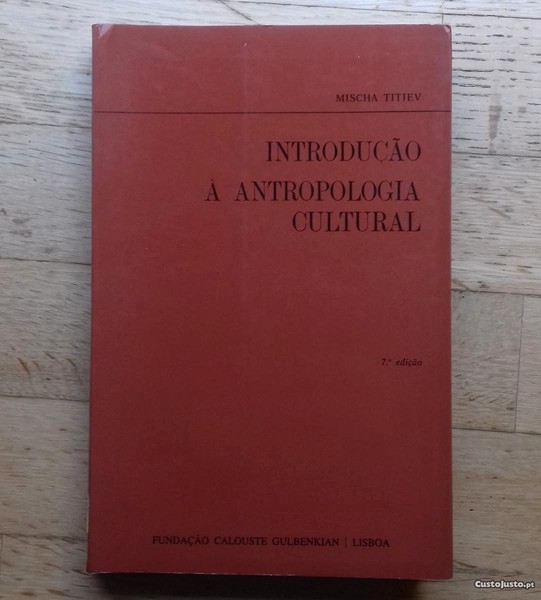 MISCHA TITIEV
INTRODUÇÃO
À ANTROPOLOGIA
CULTURAL
7.ª edição
FUNDAÇÃO CALOUSTE GULBENKIAN | LISBOA
CustoJusto.pt